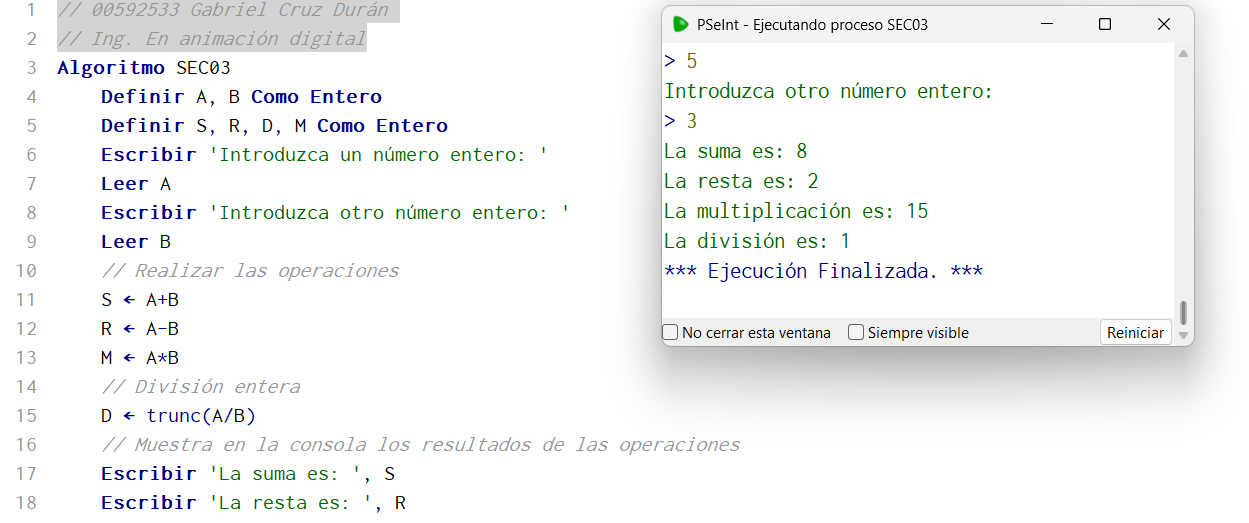 1 // 00592533 Gabriel Cruz Durán
2 // Ing. En animación digital
3 Algoritmo SEC03
4 Definir A, B Como Entero
5 Definir S, R, D, M Como Entero
6 Escribir 'Introduzca un número entero: '
7 Leer A
8 Escribir 'Introduzca otro número entero: '
9 Leer B
10 // Realizar las operaciones
11 S ← A+B
12 R ← A-B
13 M ← A*B
14 // División entera
15 D ← trunc(A/B)
16 // Muestra en la consola los resultados de las operaciones
17 Escribir 'La suma es: ', S
18 Escribir 'La resta es: ', R
PSeInt - Ejecutando proceso SEC03
> 5
Introduzca otro número entero:
> 3
La suma es: 8
La resta es: 2
La multiplicación es: 15
La división es: 1
*** Ejecución Finalizada. ***
No cerrar esta ventana Siempre visible Reiniciar